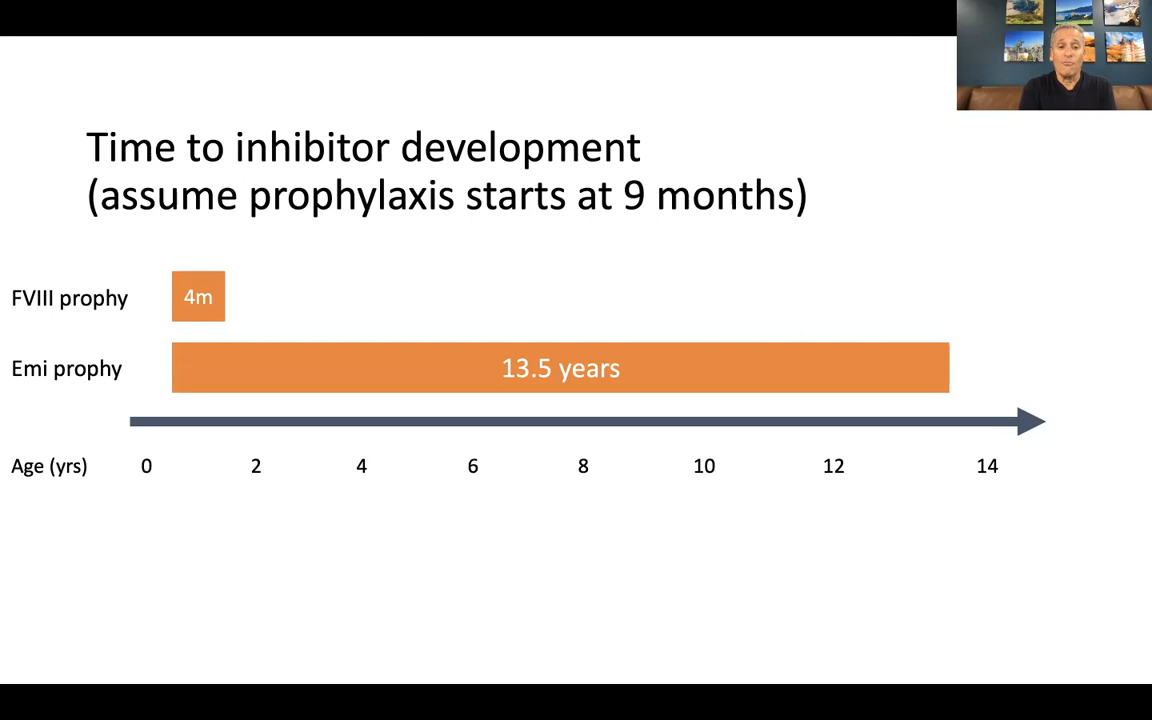 Time to inhibitor development
(assume prophylaxis starts at 9 months)
FVIII prophy 4m
Emi prophy 13.5 years
Age (yrs) 0 2 4 6 8 10 12 14